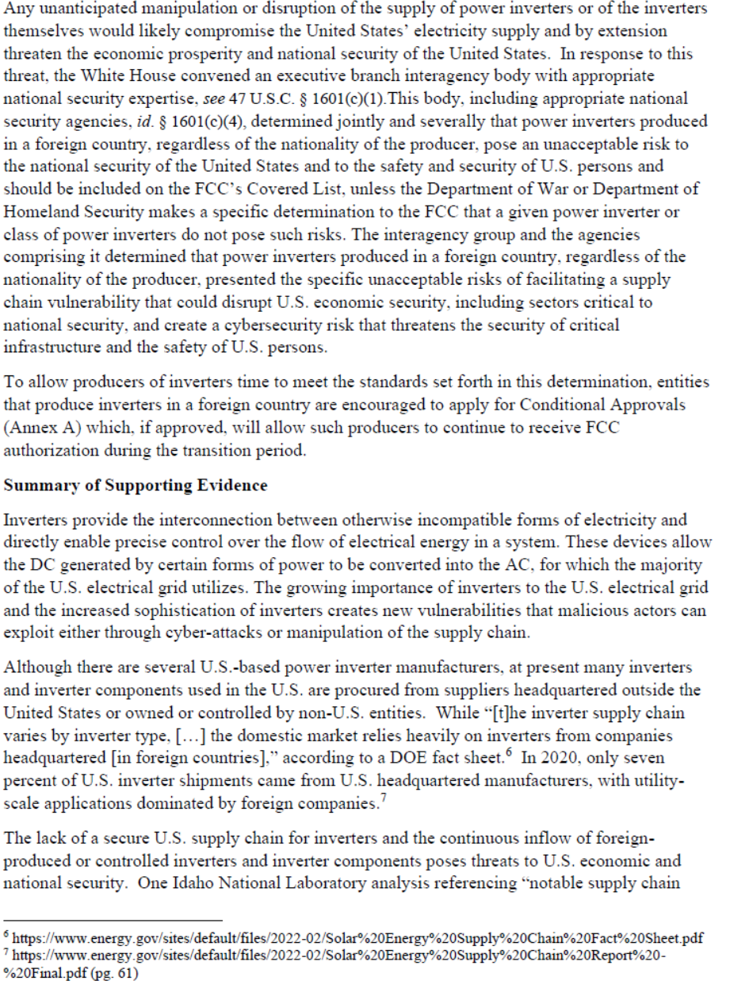 Any unanticipated manipulation or disruption of the supply of power inverters or of the inverters
themselves would likely compromise the United States' electricity supply and by extension
threaten the economic prosperity and national security of the United States.  In response to this
threat, the White House convened an executive branch interagency body with appropriate
national security expertise, see 47 U.S.C. § 1601(c)(1).This body, including appropriate national
security agencies, id. § 1601(c)(4), determined jointly and severally that power inverters produced
in a foreign country, regardless of the nationality of the producer, pose an unacceptable risk to
the national security of the United States and to the safety and security of U.S. persons and
should be included on the FCC's Covered List, unless the Department of War or Department of
Homeland Security makes a specific determination to the FCC that a given power inverter or
class of power inverters do not pose such risks. The interagency group and the agencies
comprising it determined that power inverters produced in a foreign country, regardless of the
nationality of the producer, presented the specific unacceptable risks of facilitating a supply
chain vulnerability that could disrupt U.S. economic security, including sectors critical to
national security, and create a cybersecurity risk that threatens the security of critical
infrastructure and the safety of U.S. persons.
To allow producers of inverters time to meet the standards set forth in this determination, entities
that produce inverters in a foreign country are encouraged to apply for Conditional Approvals
(Annex A) which, if approved, will allow such producers to continue to receive FCC
authorization during the transition period.
Summary of Supporting Evidence
Inverters provide the interconnection between otherwise incompatible forms of electricity and
directly enable precise control over the flow of electrical energy in a system. These devices allow
the DC generated by certain forms of power to be converted into the AC, for which the majority
of the U.S. electrical grid utilizes. The growing importance of inverters to the U.S. electrical grid
and the increased sophistication of inverters creates new vulnerabilities that malicious actors can
exploit either through cyber-attacks or manipulation of the supply chain.
Although there are several U.S.-based power inverter manufacturers, at present many inverters
and inverter components used in the U.S. are procured from suppliers headquartered outside the
United States or owned or controlled by non-U.S. entities.  While “[t]he inverter supply chain
varies by inverter type, […] the domestic market relies heavily on inverters from companies
headquartered [in foreign countries],” according to a DOE fact sheet.6  In 2020, only seven
percent of U.S. inverter shipments came from U.S. headquartered manufacturers, with utility-
scale applications dominated by foreign companies.7
The lack of a secure U.S. supply chain for inverters and the continuous inflow of foreign-
produced or controlled inverters and inverter components poses threats to U.S. economic and
national security.  One Idaho National Laboratory analysis referencing “notable supply chain
6 https://www.energy.gov/sites/default/files/2022-02/Solar%20Energy%20Supply%20Chain%20Fact%20Sheet.pdf
7 https://www.energy.gov/sites/default/files/2022-02/Solar%20Energy%20Supply%20Chain%20Report%20-
%20Final.pdf (pg. 61)